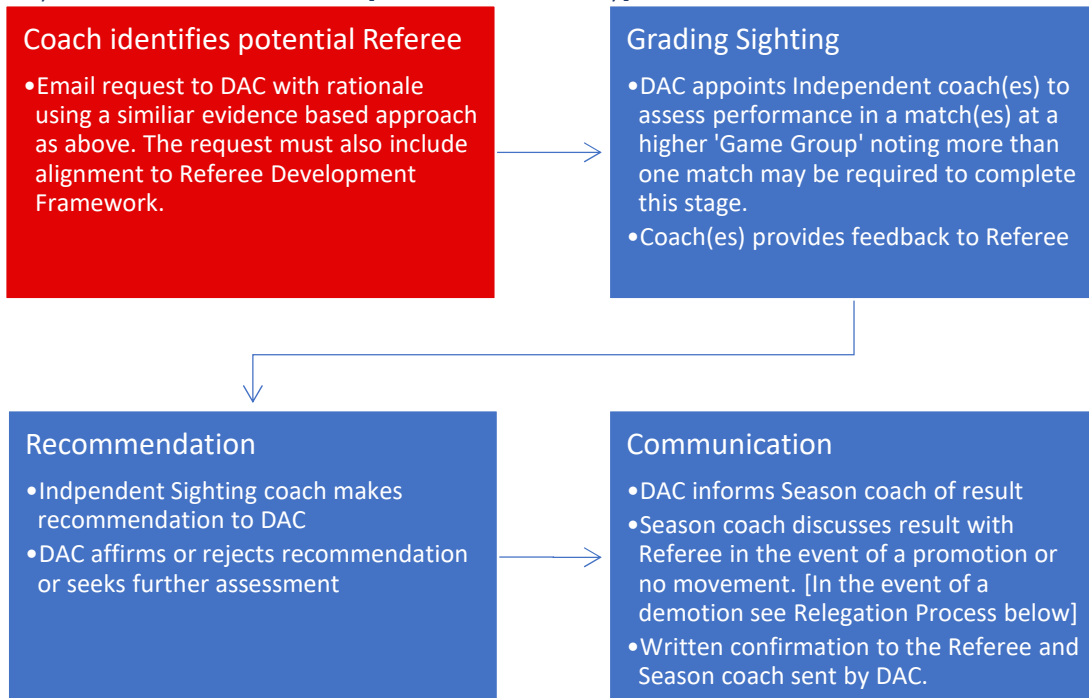 Coach identifies potential Referee
•Email request to DAC with rationale
using a similiar evidence based approach
as above. The request must also include
alignment to Referee Development
Framework.
Grading Sighting
•DAC appoints Independent coach(es) to
assess performance in a match(es) at a
higher 'Game Group' noting more than
one match may be required to complete
this stage.
•Coach(es) provides feedback to Referee
Recommendation
•Indpendent Sighting coach makes
recommendation to DAC
•DAC affirms or rejects recommendation
or seeks further assessment
Communication
•DAC informs Season coach of result
•Season coach discusses result with
Referee in the event of a promotion or
no movement. [In the event of a
demotion see Relegation Process below]
•Written confirmation to the Referee and
Season coach sent by DAC.